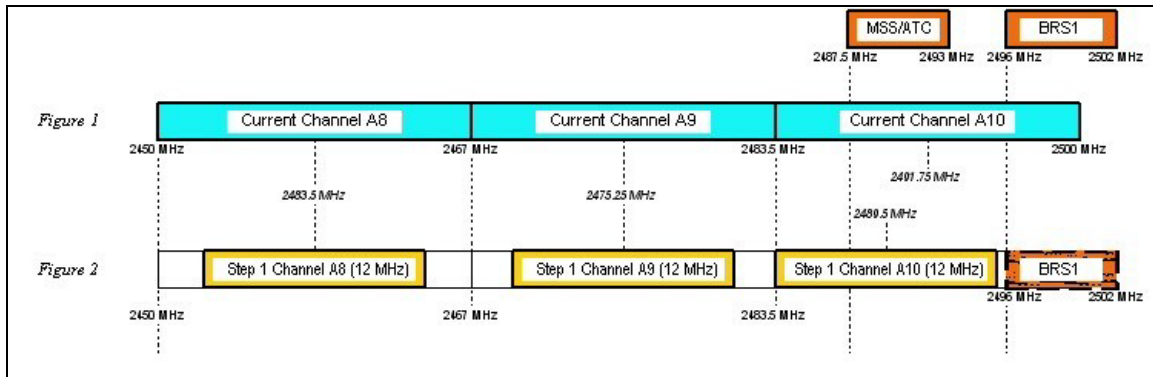 MSS/ATC BRS1
2487.5 MHz 2493 MHz 2496 MHz 2502 MHz
Figure 1 Current Channel A8 Current Channel A9 Current Channel A10
2450 MHz 2467 MHz 2483.5 MHz 2500 MHz
2491.75 MHz
2483.5 MHz 2475.25 MHz
2489.5 MHz
Figure 2 Step 1 Channel A8 (12 MHz) Step 1 Channel A9 (12 MHz) Step 1 Channel A10 (12 MHz) BRS1
2496 MHz 2502 MHz
2450 MHz 2467 MHz 2483.5 MHz